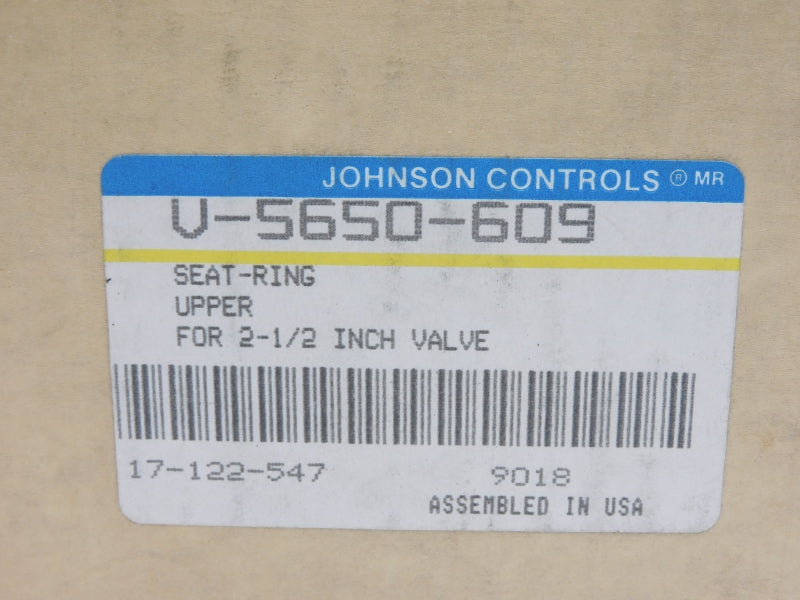 JOHNSON CONTROLS ® MR
V-5650-609
SEAT-RING
UPPER
FOR 2-1/2 INCH VALVE
17-122-547 9018
ASSEMBLED IN USA